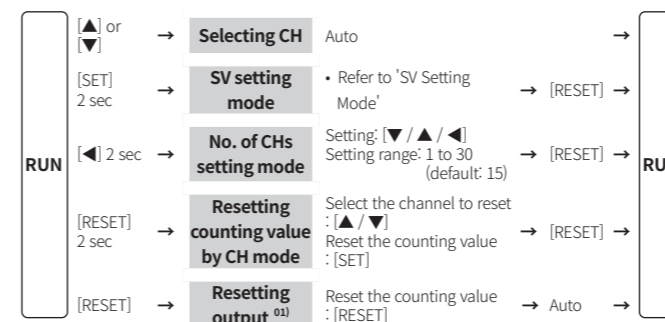 RUN
[▲] or
[▼]
→ Selecting CH Auto →
[SET]
2 sec
→ SV setting
mode
• Refer to 'SV Setting
Mode'
→ [RESET] →
[◀] 2 sec → No. of CHs
setting mode
Setting: [▼ / ▲ / ◀]
Setting range: 1 to 30
(default: 15)
→ [RESET] →
[RESET]
2 sec
→ Resetting
counting value
by CH mode
Select the channel to reset
: [▲ / ▼]
Reset the counting value
: [SET]
→ [RESET] →
[RESET] → Resetting
output 01)
Reset the counting value
: [RESET]
→ Auto →
RU